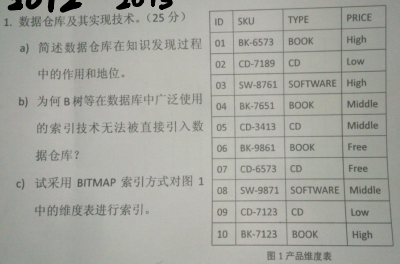 2012 2013
1. 数据仓库及其实现技术。（25 分）
a) 简述数据仓库在知识发现过程
中的作用和地位。
b) 为何 B 树等在数据库中广泛使用
的索引技术无法被直接引入数
据仓库？
c) 试采用 BITMAP 索引方式对图 1
中的维度表进行索引。
ID SKU TYPE PRICE
01 BK-6573 BOOK High
02 CD-7189 CD Low
03 SW-8761 SOFTWARE High
04 BK-7651 BOOK Middle
05 CD-3413 CD Middle
06 BK-9861 BOOK Free
07 CD-6573 CD Free
08 SW-9871 SOFTWARE Middle
09 CD-7123 CD Low
10 BK-7123 BOOK High
图 1 产品维度表